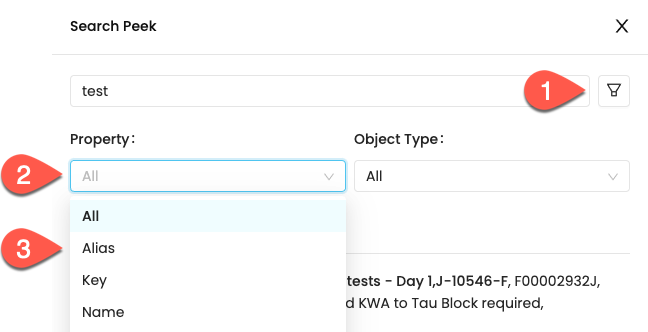 Search Peek
test
1
Property:
Object Type:
2
All
All
All
3
Alias
Key
tests - Day 1,J-10546-F, F00002932J,
d KWA to Tau Block required,
Name